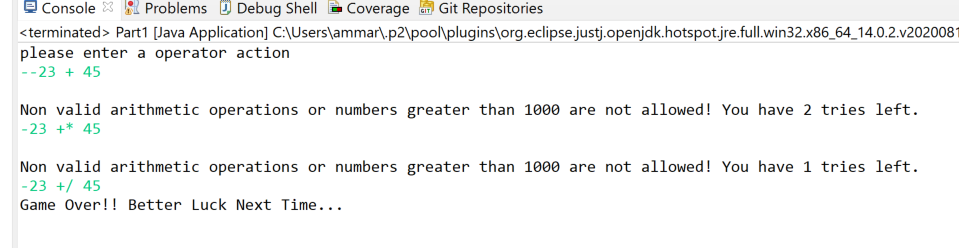 Console Problems Debug Shell Coverage Git Repositories
<terminated> Part1 [Java Application] C:\Users\ammar\.p2\pool\plugins\org.eclipse.justj.openjdk.hotspot.jre.full.win32.x86_64_14.0.2.v2020081
please enter a operator action
--23 + 45
Non valid arithmetic operations or numbers greater than 1000 are not allowed! You have 2 tries left.
-23 +* 45
Non valid arithmetic operations or numbers greater than 1000 are not allowed! You have 1 tries left.
-23 +/ 45
Game Over!! Better Luck Next Time...